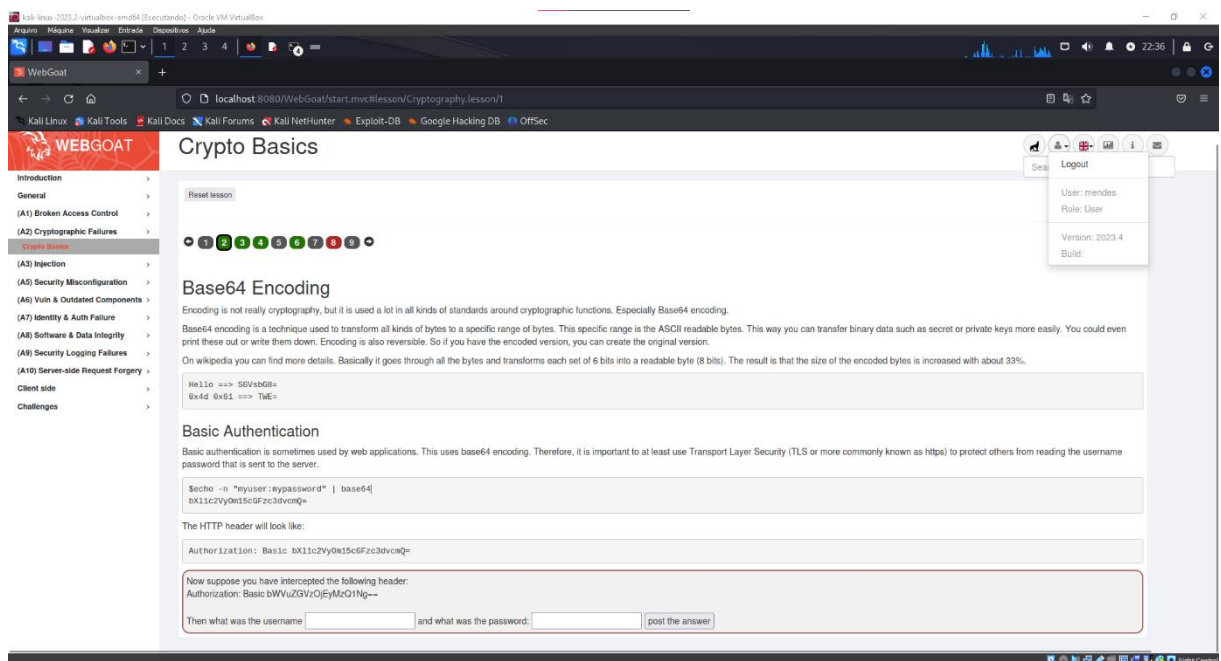 kali-linux-2023.2-virtualbox-amd64 [Executando] - Oracle VM VirtualBox
Arquivo Máquina Visualizar Entrada Dispositivos Ajuda
1 2 3 4 22:36
WebGoat
localhost:8080/WebGoat/start.mvc#lesson/Cryptography.lesson/1
Kali Linux Kali Tools Kali Docs Kali Forums Kali NetHunter Exploit-DB Google Hacking DB OffSec
WEBGOAT
Crypto Basics
Sea
Logout
User: mendes
Role: User
Version: 2023.4
Build:
Introduction
General
(A1) Broken Access Control
(A2) Cryptographic Failures
Crypto Basics
(A3) Injection
(A5) Security Misconfiguration
(A6) Vuln & Outdated Components
(A7) Identity & Auth Failure
(A8) Software & Data Integrity
(A9) Security Logging Failures
(A10) Server-side Request Forgery
Client side
Challenges
Reset lesson
1 2 3 4 5 6 7 8 9
Base64 Encoding
Encoding is not really cryptography, but it is used a lot in all kinds of standards around cryptographic functions. Especially Base64 encoding.
Base64 encoding is a technique used to transform all kinds of bytes to a specific range of bytes. This specific range is the ASCII readable bytes. This way you can transfer binary data such as secret or private keys more easily. You could even
print these out or write them down. Encoding is also reversible. So if you have the encoded version, you can create the original version.
On wikipedia you can find more details. Basically it goes through all the bytes and transforms each set of 6 bits into a readable byte (8 bits). The result is that the size of the encoded bytes is increased with about 33%.
Hello ==> SGVsbG8=
0x4d 0x61 ==> TWE=
Basic Authentication
Basic authentication is sometimes used by web applications. This uses base64 encoding. Therefore, it is important to at least use Transport Layer Security (TLS or more commonly known as https) to protect others from reading the username
password that is sent to the server.
$echo -n "myuser:mypassword" | base64
bXl1c2VyOm15cGFzc3dvcmQ=
The HTTP header will look like:
Authorization: Basic bXl1c2VyOm15cGFzc3dvcmQ=
Now suppose you have intercepted the following header:
Authorization: Basic bWVuZGVzOjEyMzQ1Ng==
Then what was the username and what was the password: post the answer
Right Control